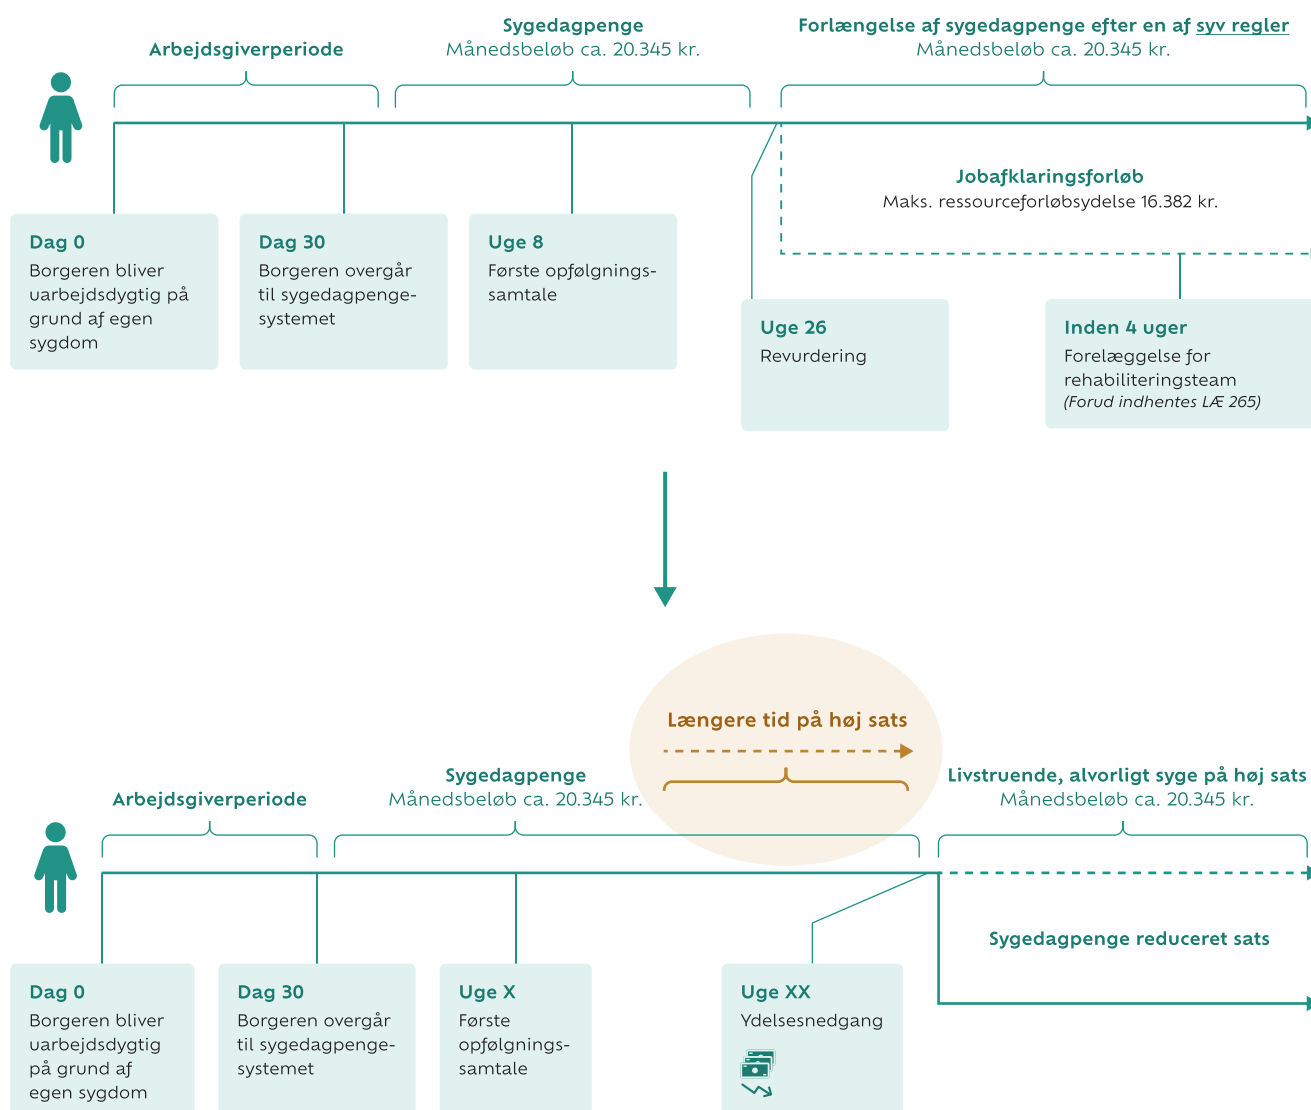 Arbejdsgiverperiode
Sygedagpenge
Månedsbeløb ca. 20.345 kr.
Forlængelse af sygedagpenge efter en af syv regler
Månedsbeløb ca. 20.345 kr.
Jobafklaringsforløb
Maks. ressourceforløbsydelse 16.382 kr.
Dag 0
Borgeren bliver
uarbejdsdygtig på
grund af egen
sygdom
Dag 30
Borgeren overgår
til sygedagpenge-
systemet
Uge 8
Første opfølgnings-
samtale
Uge 26
Revurdering
Inden 4 uger
Forelæggelse for
rehabiliteringsteam
(Forud indhentes LÆ 265)
Længere tid på høj sats
Arbejdsgiverperiode
Sygedagpenge
Månedsbeløb ca. 20.345 kr.
Livstruende, alvorligt syge på høj sats
Månedsbeløb ca. 20.345 kr.
Sygedagpenge reduceret sats
Dag 0
Borgeren bliver
uarbejdsdygtig
på grund af
egen sygdom
Dag 30
Borgeren overgår
til sygedagpenge-
systemet
Uge X
Første
opfølgnings-
samtale
Uge XX
Ydelsesnedgang